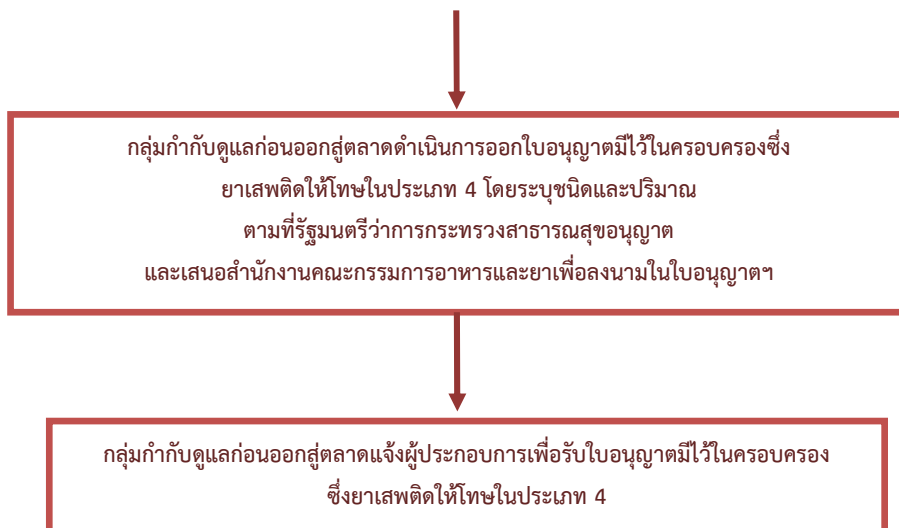 กลุ่มกำกับดูแลก่อนออกสู่ตลาดดำเนินการออกใบอนุญาตมีไว้ในครอบครองซึ่ง
ยาเสพติดให้โทษในประเภท 4 โดยระบุชนิดและปริมาณ
ตามที่รัฐมนตรีว่าการกระทรวงสาธารณสุขอนุญาต
และเสนอสำนักงานคณะกรรมการอาหารและยาเพื่อลงนามในใบอนุญาตฯ
กลุ่มกำกับดูแลก่อนออกสู่ตลาดแจ้งผู้ประกอบการเพื่อรับใบอนุญาตมีไว้ในครอบครอง
ซึ่งยาเสพติดให้โทษในประเภท 4